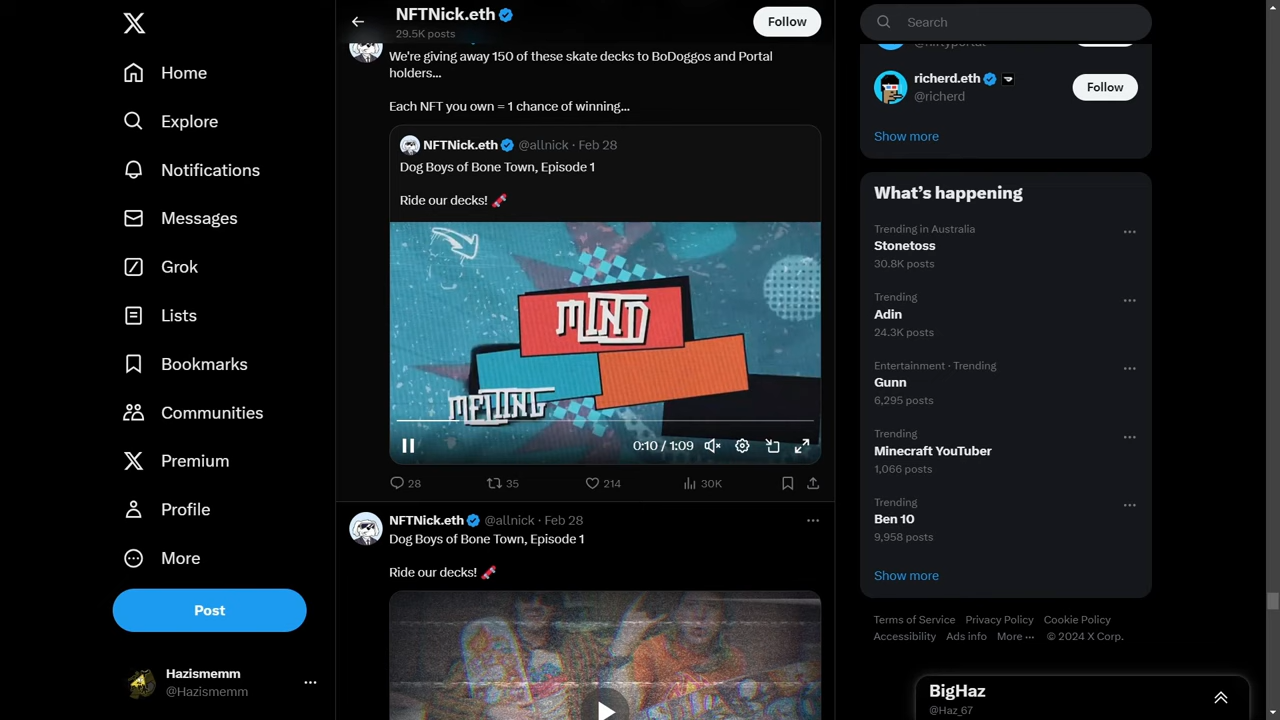 Home
Explore
Notifications
Messages
Grok
Lists
Bookmarks
Communities
Premium
Profile
More
Post
Hazismemm
@Hazismemm
NFTNick.eth
29.5K posts
Follow
We're giving away 150 of these skate decks to BoDoggos and Portal
holders...
Each NFT you own = 1 chance of winning...
NFTNick.eth @allnick · Feb 28
Dog Boys of Bone Town, Episode 1
Ride our decks!
MIND
MELTING
0:10 / 1:09
28
35
214
30K
NFTNick.eth @allnick · Feb 28
Dog Boys of Bone Town, Episode 1
Ride our decks!
Search
@niftyportal
richerd.eth
@richerd
Follow
Show more
What's happening
Trending in Australia
Stonetoss
30.8K posts
Trending
Adin
24.3K posts
Entertainment · Trending
Gunn
6,295 posts
Trending
Minecraft YouTuber
1,066 posts
Trending
Ben 10
9,958 posts
Show more
Terms of Service Privacy Policy Cookie Policy
Accessibility Ads info More ··· © 2024 X Corp.
BigHaz
@Haz_67